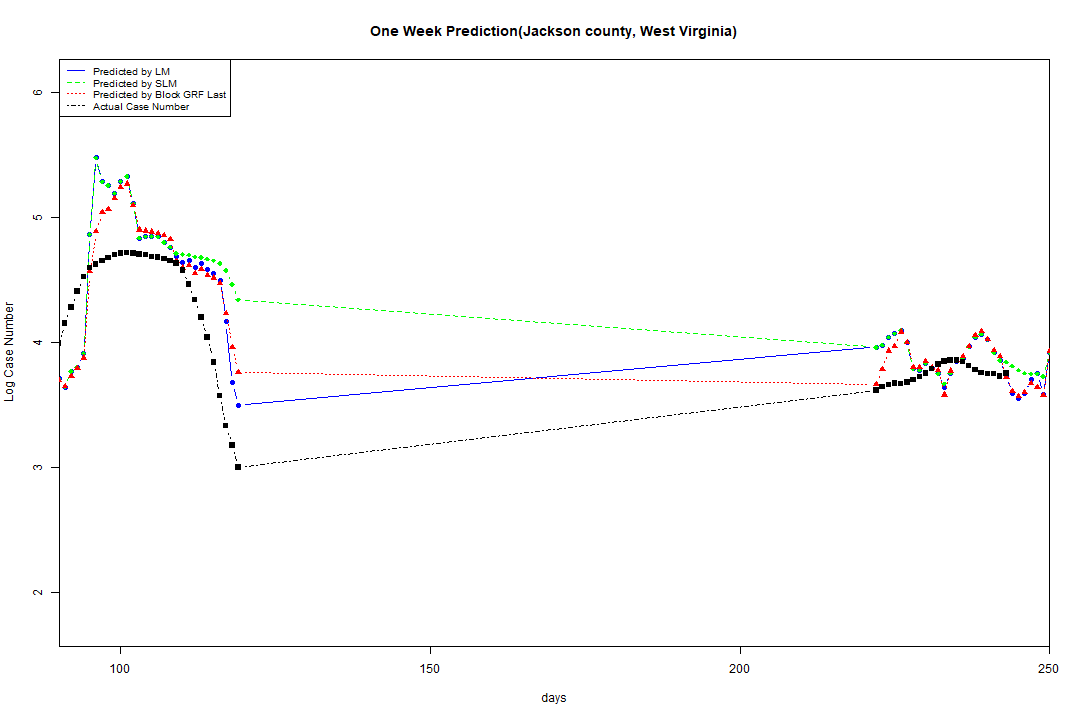 One Week Prediction(Jackson county, West Virginia)
Predicted by LM
Predicted by SLM
Predicted by Block GRF Last
Actual Case Number
6
5
4
3
2
Log Case Number
100 150 200 250
days